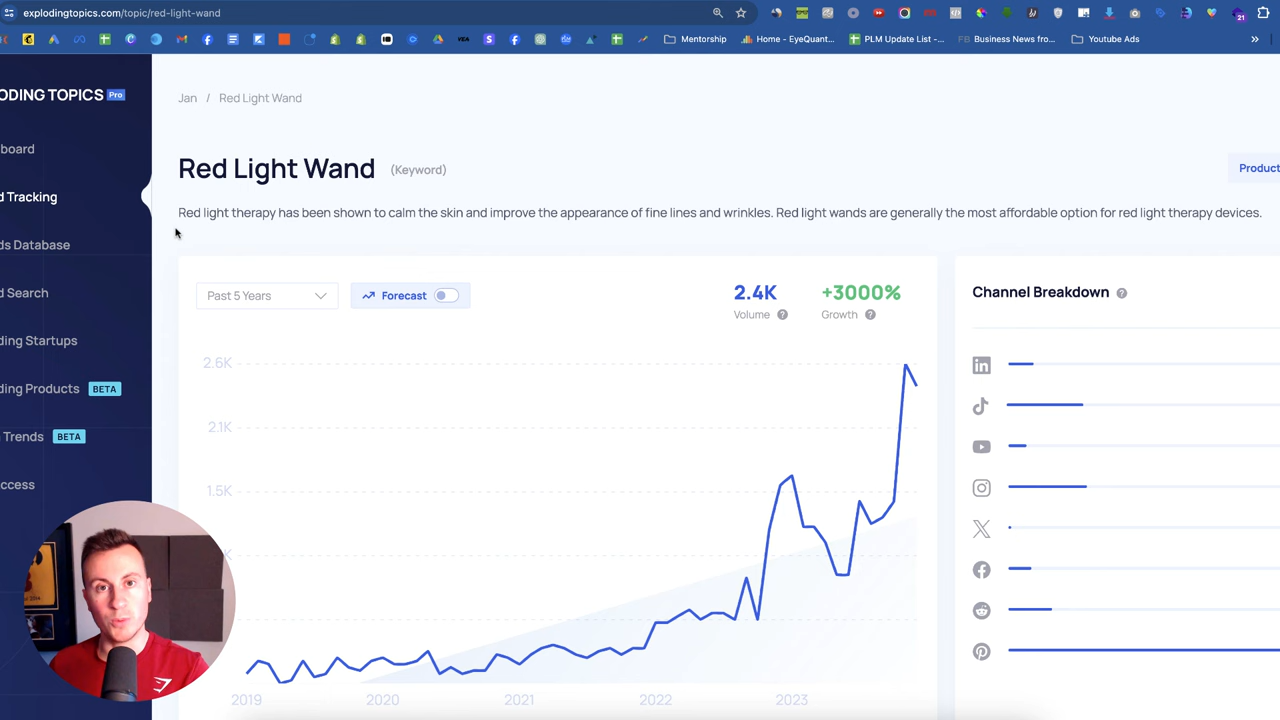 explodingtopics.com/topic/red-light-wand
21
Mentorship
Home - EyeQuant...
PLM Update List -...
FB Business News fro...
Youtube Ads
»
ODING TOPICS Pro
Jan / Red Light Wand
board
Red Light Wand (Keyword)
Product
d Tracking
Red light therapy has been shown to calm the skin and improve the appearance of fine lines and wrinkles. Red light wands are generally the most affordable option for red light therapy devices.
ds Database
d Search
Past 5 Years
Forecast
2.4K
Volume ?
+3000%
Growth ?
Channel Breakdown ?
ding Startups
ding Products BETA
Trends BETA
ccess
2.6K
2.1K
1.5K
K
2019
2020
2021
2022
2023